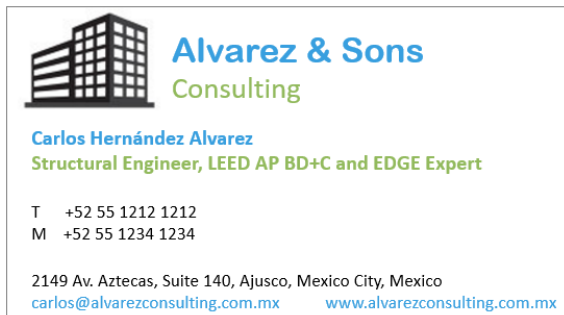 Alvarez & Sons
Consulting
Carlos Hernández Alvarez
Structural Engineer, LEED AP BD+C and EDGE Expert
T +52 55 1212 1212
M +52 55 1234 1234
2149 Av. Aztecas, Suite 140, Ajusco, Mexico City, Mexico
carlos@alvarezconsulting.com.mx www.alvarezconsulting.com.mx